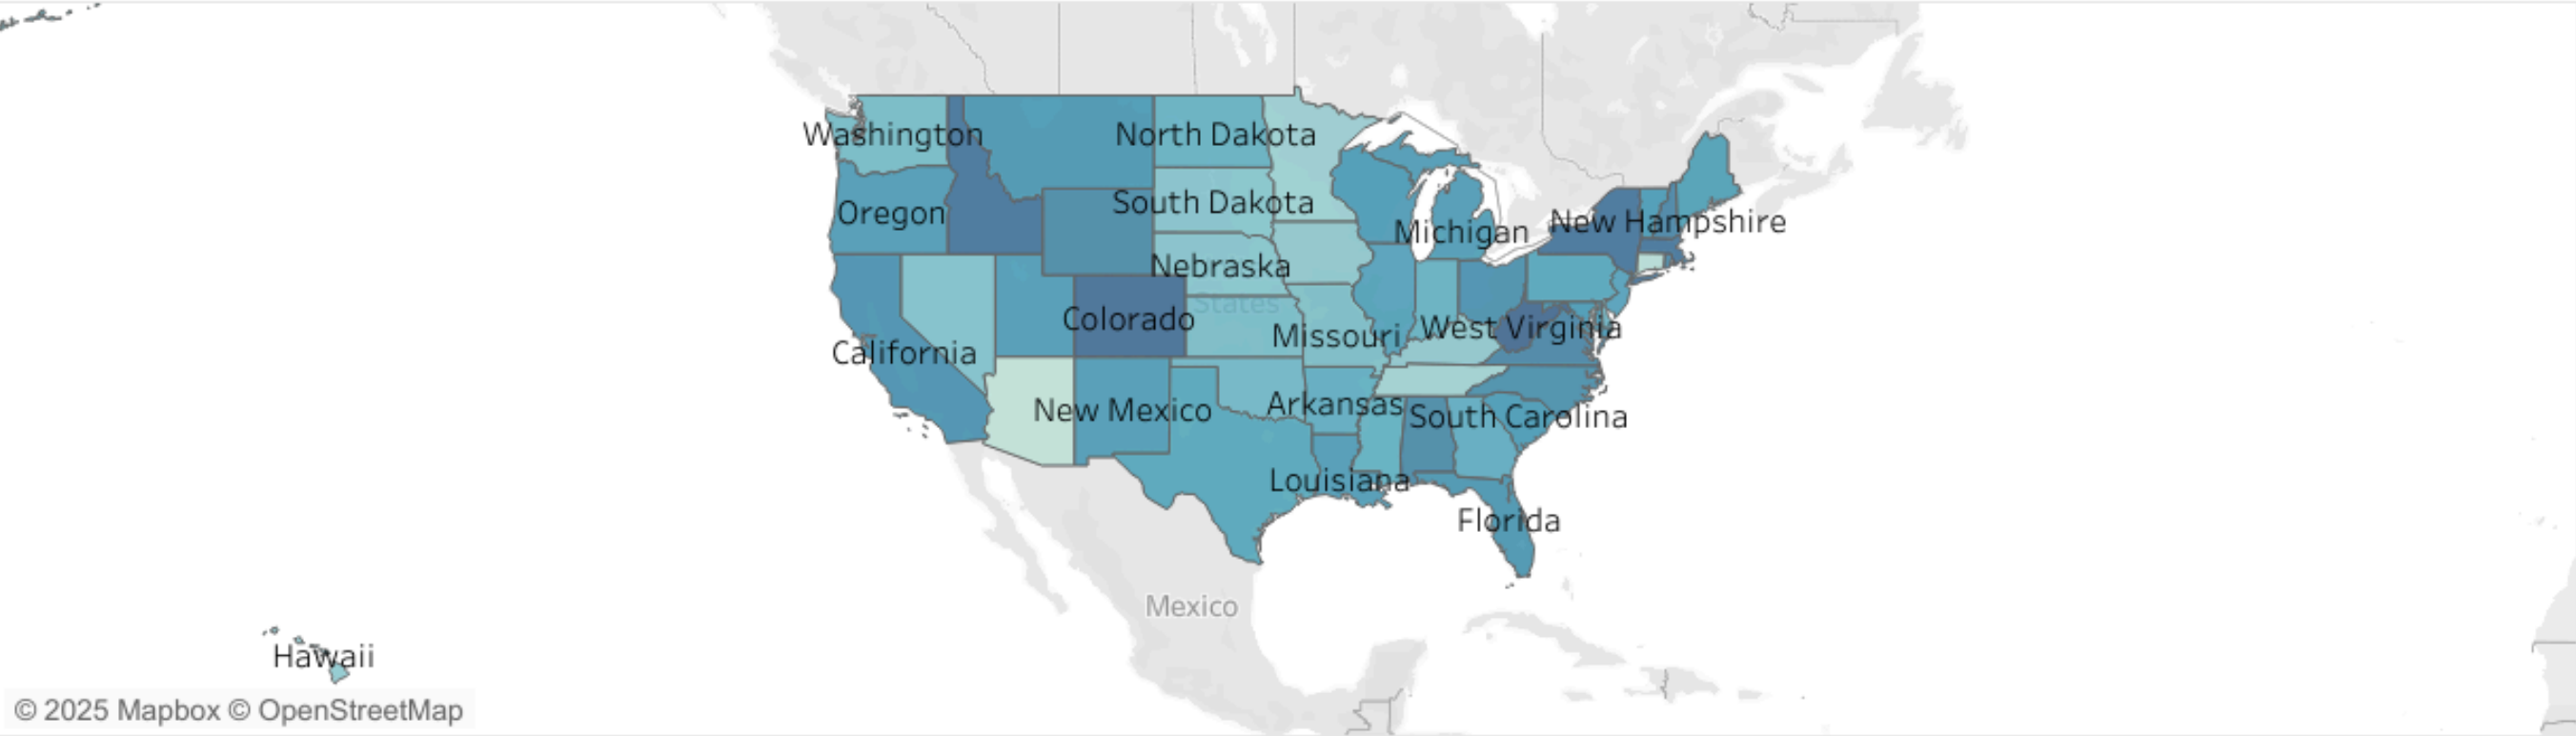 Washington
North Dakota
South Dakota
Oregon
Michigan
New Hampshire
Nebraska
States
Colorado
Missouri
West Virginia
California
New Mexico
Arkansas
South Carolina
Louisiana
Florida
Mexico
Hawaii
© 2025 Mapbox © OpenStreetMap